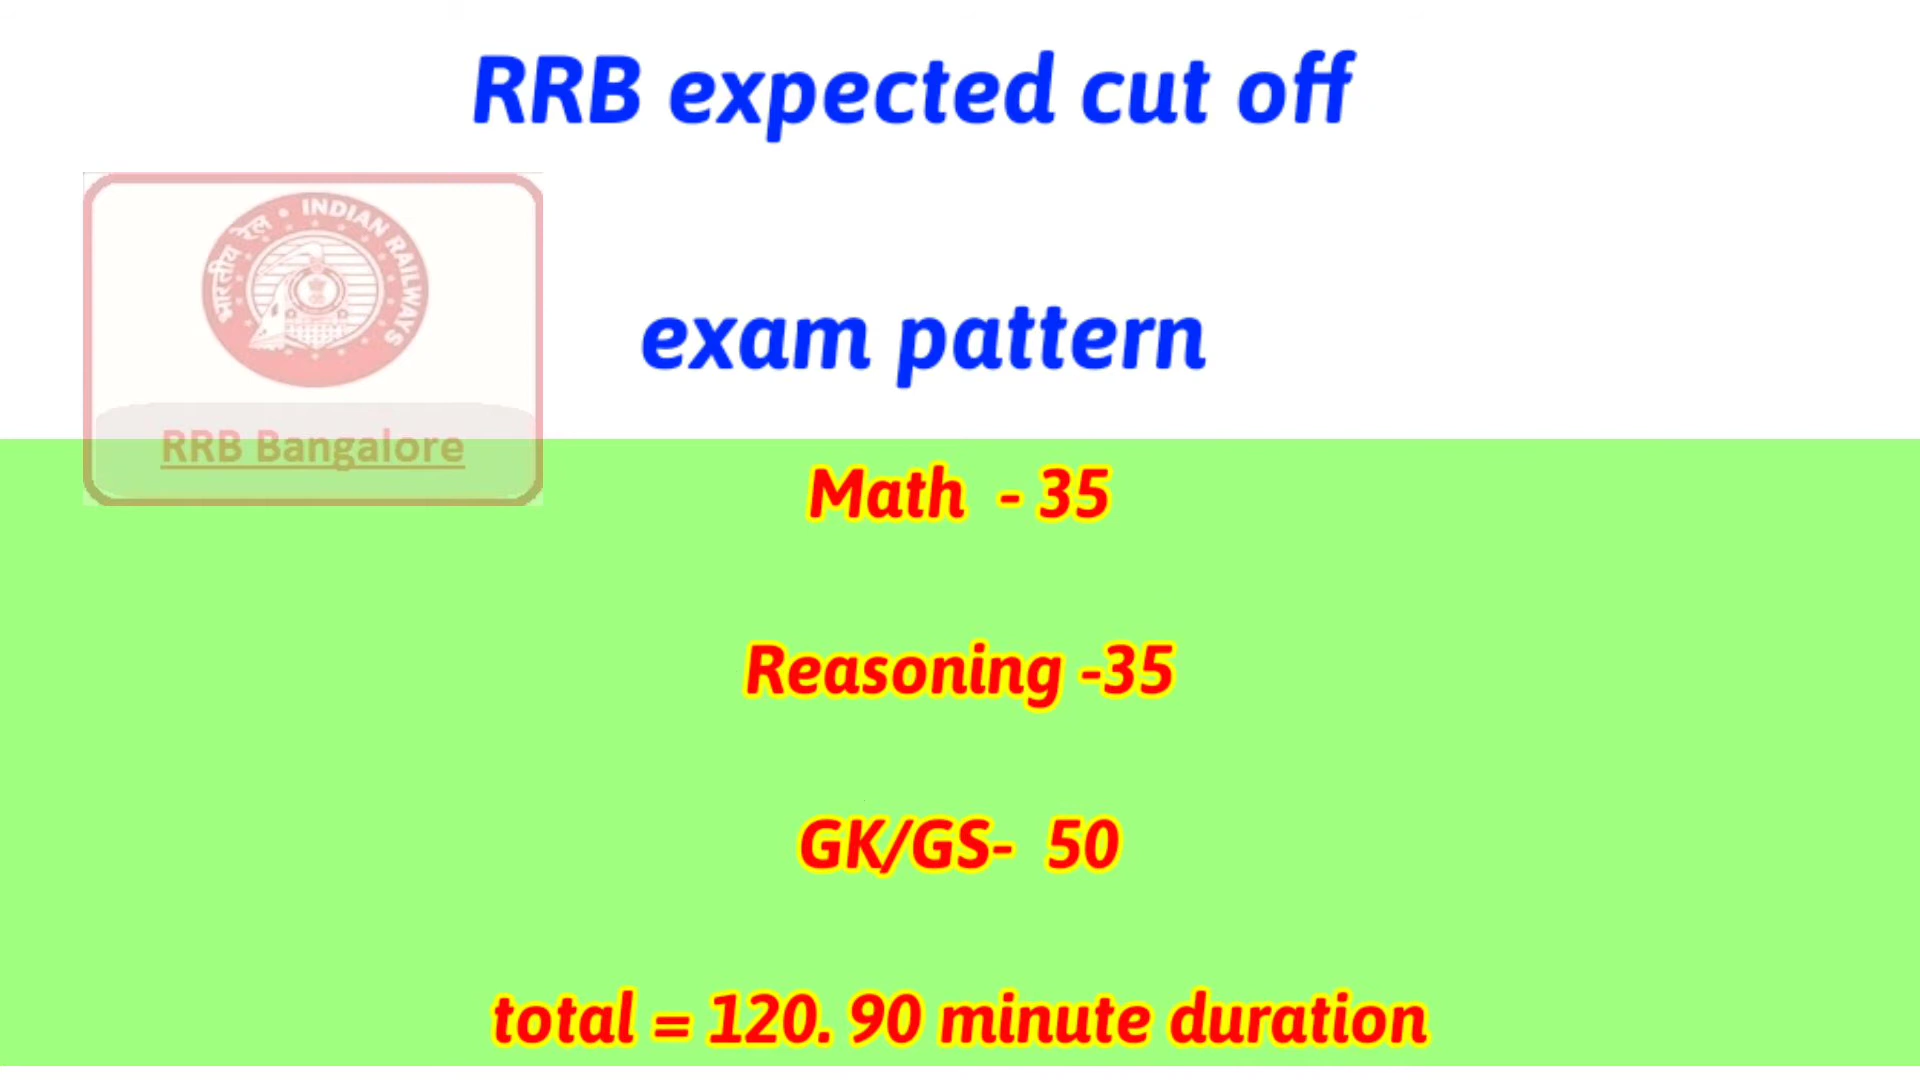 RRB expected cut off
भारतीय रेल • INDIAN RAILWAYS
exam pattern
RRB Bangalore
Math - 35
Reasoning -35
GK/GS- 50
total = 120. 90 minute duration